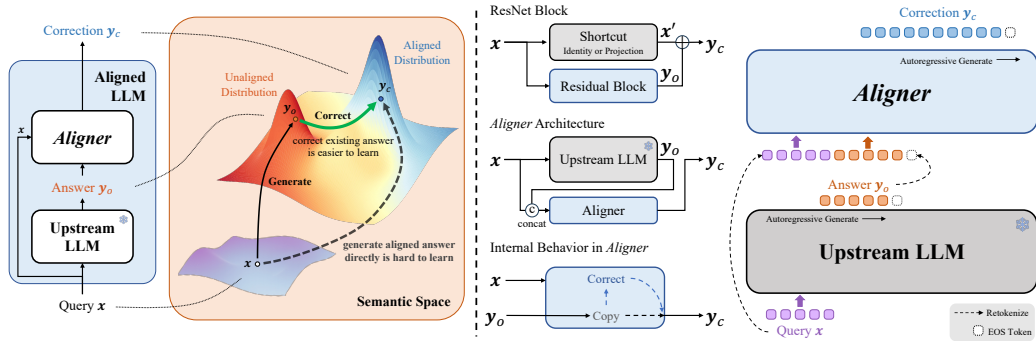 Correction y_c
Aligned
LLM
x
Aligner
Answer y_o
Upstream
LLM
Query x
Unaligned
Distribution
Aligned
Distribution
y_o
y_c
Correct
correct existing answer
is easier to learn
Generate
x
generate aligned answer
directly is hard to learn
Semantic Space
ResNet Block
x
Shortcut
Identity or Projection
x′
y_c
Residual Block
y_o
Aligner Architecture
x
Upstream LLM
y_o
y_c
c
concat
Aligner
Internal Behavior in Aligner
x
Correct
y_o
Copy
y_c
Correction y_c
Autoregressive Generate
Aligner
Answer y_o
Autoregressive Generate
Upstream LLM
Query x
Retokenize
EOS Token